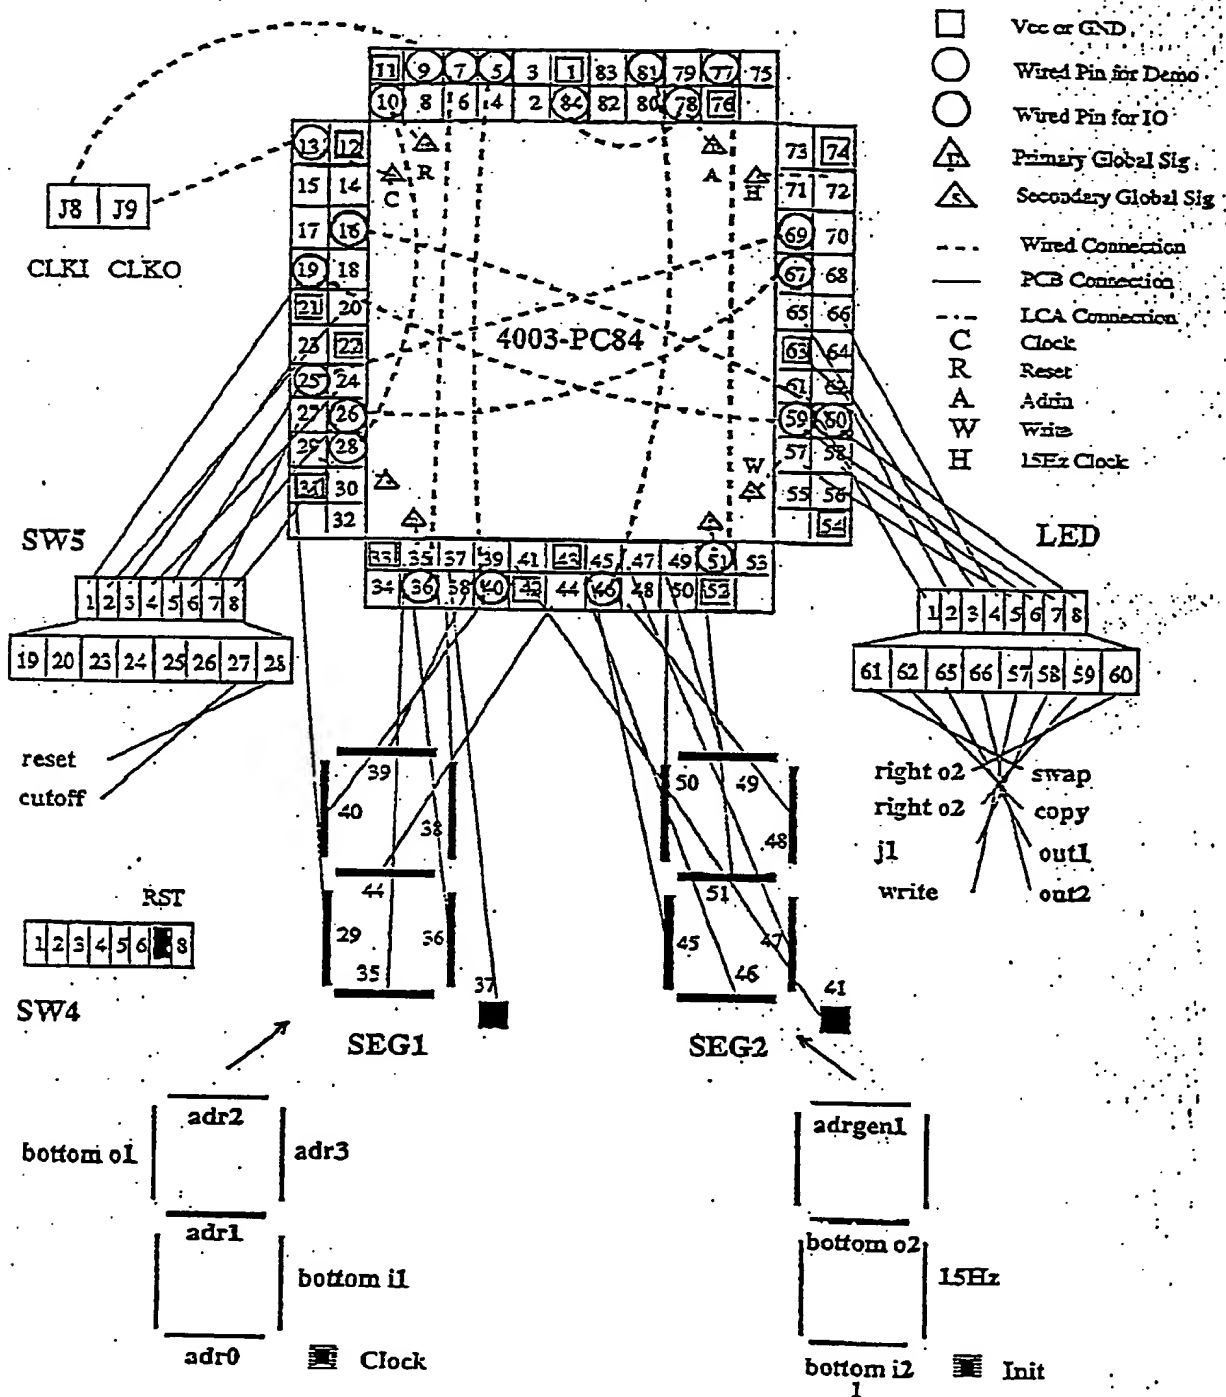 Vcc or GND
Wired Pin for Demo
Wired Pin for IO
Primary Global Sig
Secondary Global Sig
Wired Connection
PCB Connection
LCA Connection
C Clock
R Reset
A Adrin
W Write
H 15Hz Clock
11 9 7 5 3 1 83 81 79 77 75
10 8 6 4 2 84 82 80 78 76
13 12
15 14
17 16
19 18
21 20
23 22
25 24
27 26
29 28
31 30
32
73 74
71 72
69 70
67 68
65 66
63 64
61 62
59 60
57 58
55 56
54
C R A H W
4003-PC84
33 35 37 39 41 43 45 47 49 51 53
34 36 38 40 42 44 46 48 50 52
J8 J9
CLKI CLKO
SW5
1 2 3 4 5 6 7 8
19 20 23 24 25 26 27 28
reset
cutoff
LED
1 2 3 4 5 6 7 8
61 62 65 66 57 58 59 60
right o2 swap
right o2 copy
j1 out1
write out2
RST
1 2 3 4 5 6 8
SW4
39
40 38
44
29 36
35
37
SEG1
50 49
48
51
45 47
46
41
SEG2
adr2
bottom o1 adr3
adr1
bottom i1
adr0 Clock
adrgen1
bottom o2
15Hz
bottom i2 Init
1